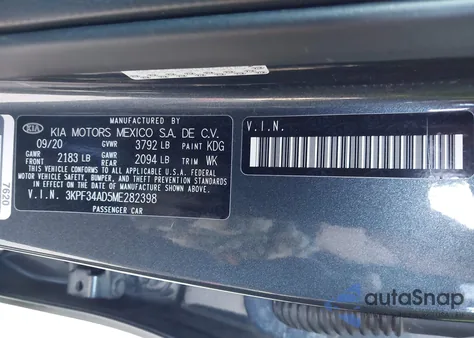 MANUFACTURED BY
KIA KIA MOTORS MEXICO S.A. DE C.V.
09/20 GVWR 3792 LB PAINT KDG
GAWR FRONT 2183 LB GAWR REAR 2094 LB TRIM WK
THIS VEHICLE CONFORMS TO ALL APPLICABLE U.S. FEDERAL
MOTOR VEHICLE SAFETY, BUMPER, AND THEFT PREVENTION
STANDARDS IN EFFECT ON THE DATE OF MANUFACTURE SHOWN ABOVE.
V.I.N. 3KPF34AD5ME282398
PASSENGER CAR
V.I.N.
7620
autoSnap